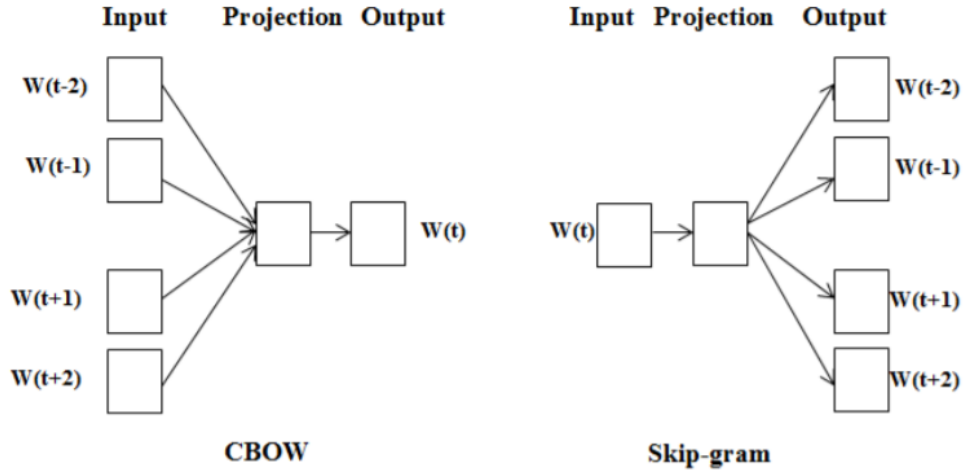 Input Projection Output
W(t-2)
W(t-1)
W(t)
W(t+1)
W(t+2)
CBOW
Input Projection Output
W(t-2)
W(t-1)
W(t)
W(t+1)
W(t+2)
Skip-gram